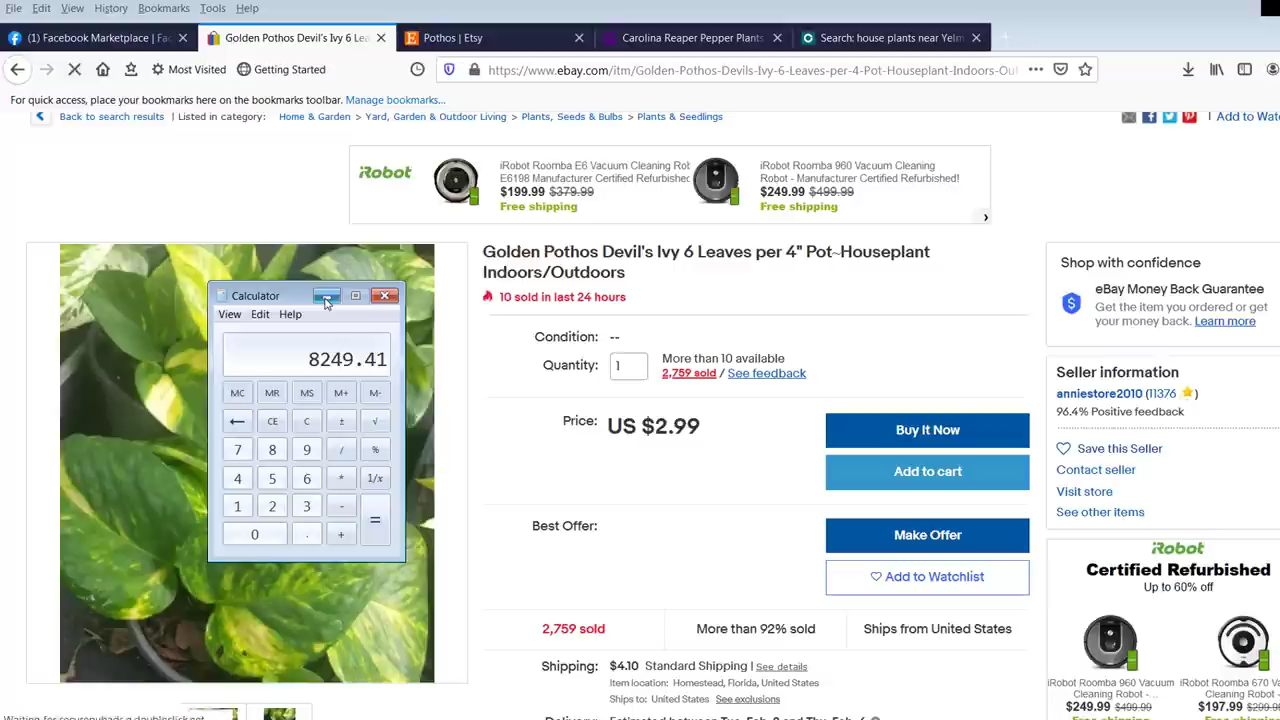 File Edit View History Bookmarks Tools Help
(1) Facebook Marketplace | Fac
Golden Pothos Devil's Ivy 6 Lea
Pothos | Etsy
Carolina Reaper Pepper Plants
Search: house plants near Yelm
Most Visited Getting Started
https://www.ebay.com/itm/Golden-Pothos-Devils-Ivy-6-Leaves-per-4-Pot-Houseplant-Indoors-Out
For quick access, place your bookmarks here on the bookmarks toolbar. Manage bookmarks...
Back to search results | Listed in category: Home & Garden > Yard, Garden & Outdoor Living > Plants, Seeds & Bulbs > Plants & Seedlings
| Add to Watc
iRobot
iRobot Roomba E6 Vacuum Cleaning Rob
E6198 Manufacturer Certified Refurbished
$199.99 $379.99
Free shipping
iRobot Roomba 960 Vacuum Cleaning
Robot - Manufacturer Certified Refurbished!
$249.99 $499.99
Free shipping
Golden Pothos Devil's Ivy 6 Leaves per 4" Pot~Houseplant
Indoors/Outdoors
10 sold in last 24 hours
Condition: --
Quantity: 1
More than 10 available
2,759 sold / See feedback
Price: US $2.99
Buy It Now
Add to cart
Best Offer:
Make Offer
Add to Watchlist
2,759 sold
More than 92% sold
Ships from United States
Shipping: $4.10 Standard Shipping | See details
Item location: Homestead, Florida, United States
Ships to: United States See exclusions
Calculator
View Edit Help
8249.41
MC MR MS M+ M-
← CE C ± √
7 8 9 / %
4 5 6 * 1/x
1 2 3 - =
0 . +
Shop with confidence
eBay Money Back Guarantee
Get the item you ordered or get
your money back. Learn more
Seller information
anniestore2010 (11376 )
96.4% Positive feedback
Save this Seller
Contact seller
Visit store
See other items
iRobot
Certified Refurbished
Up to 60% off
iRobot Roomba 960 Vacuum
Cleaning Robot -...
$249.99 $499.99
iRobot Roomba 670 Va
Cleaning Robot -
$197.99 $299.9